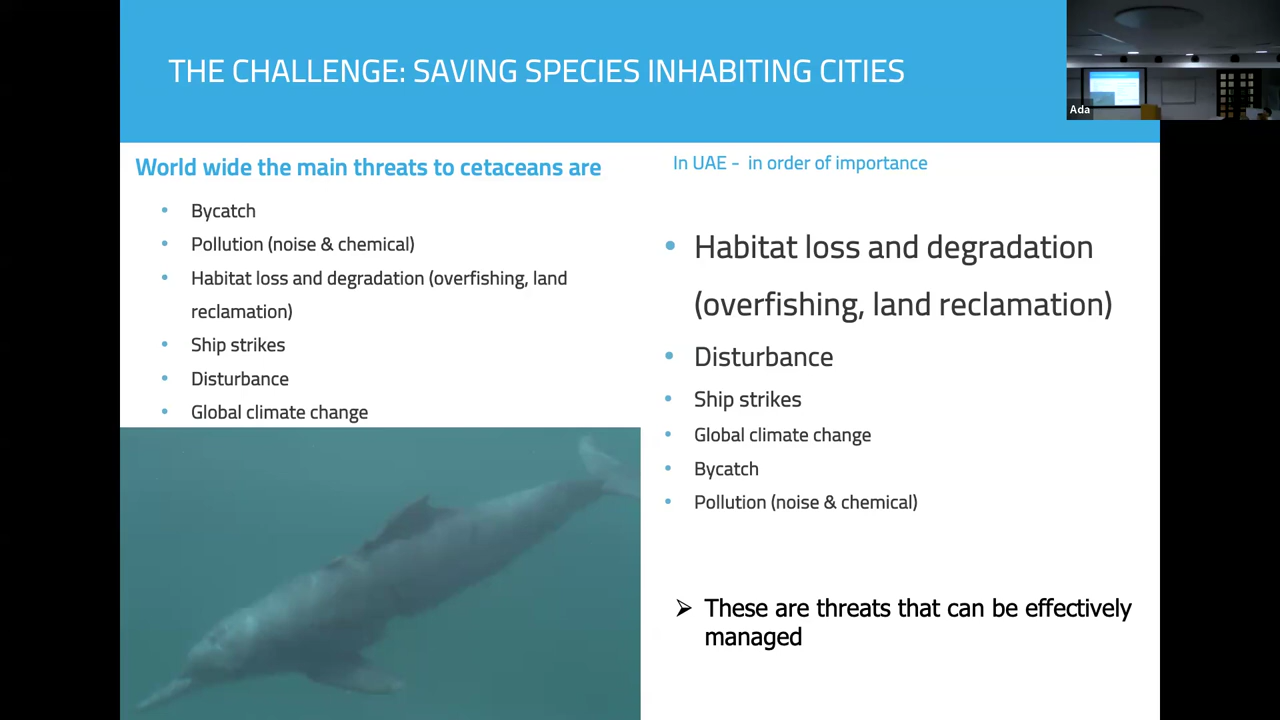 THE CHALLENGE: SAVING SPECIES INHABITING CITIES
Ada
World wide the main threats to cetaceans are
• Bycatch
• Pollution (noise & chemical)
• Habitat loss and degradation (overfishing, land
reclamation)
• Ship strikes
• Disturbance
• Global climate change
In UAE - in order of importance
• Habitat loss and degradation
(overfishing, land reclamation)
• Disturbance
• Ship strikes
• Global climate change
• Bycatch
• Pollution (noise & chemical)
➢ These are threats that can be effectively
managed